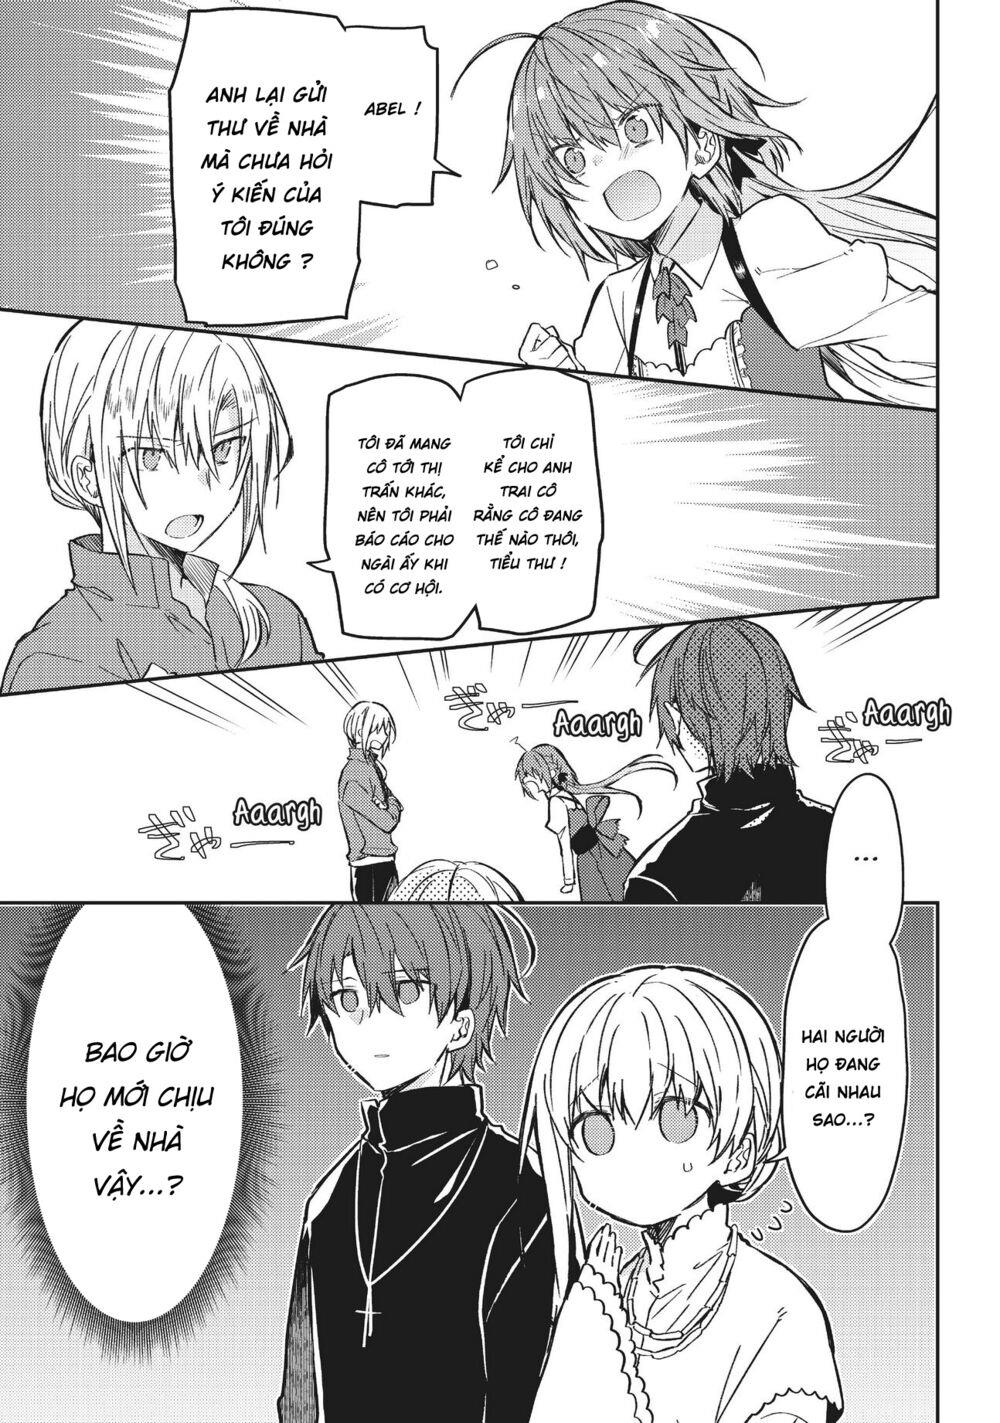 ABEL !
ANH LẠI GỬI
THƯ VỀ NHÀ
MÀ CHƯA HỎI
Ý KIẾN CỦA
TÔI ĐÚNG
KHÔNG ?
TÔI CHỈ
KỂ CHO ANH
TRAI CÔ
RẰNG CÔ ĐANG
THẾ NÀO THÔI,
TIỂU THƯ !
TÔI ĐÃ MANG
CÔ TỚI THỊ
TRẤN KHÁC,
NÊN TÔI PHẢI
BÁO CÁO CHO
NGÀI ẤY KHI
CÓ CƠ HỘI.
ぎゃー
Aaargh
ぎゃー
Aaargh
ぎゃー
Aaargh
...
HAI NGƯỜI
HỌ ĐANG
CÃI NHAU
SAO...?
BAO GIỜ
HỌ MỚI CHỊU
VỀ NHÀ
VẬY...?